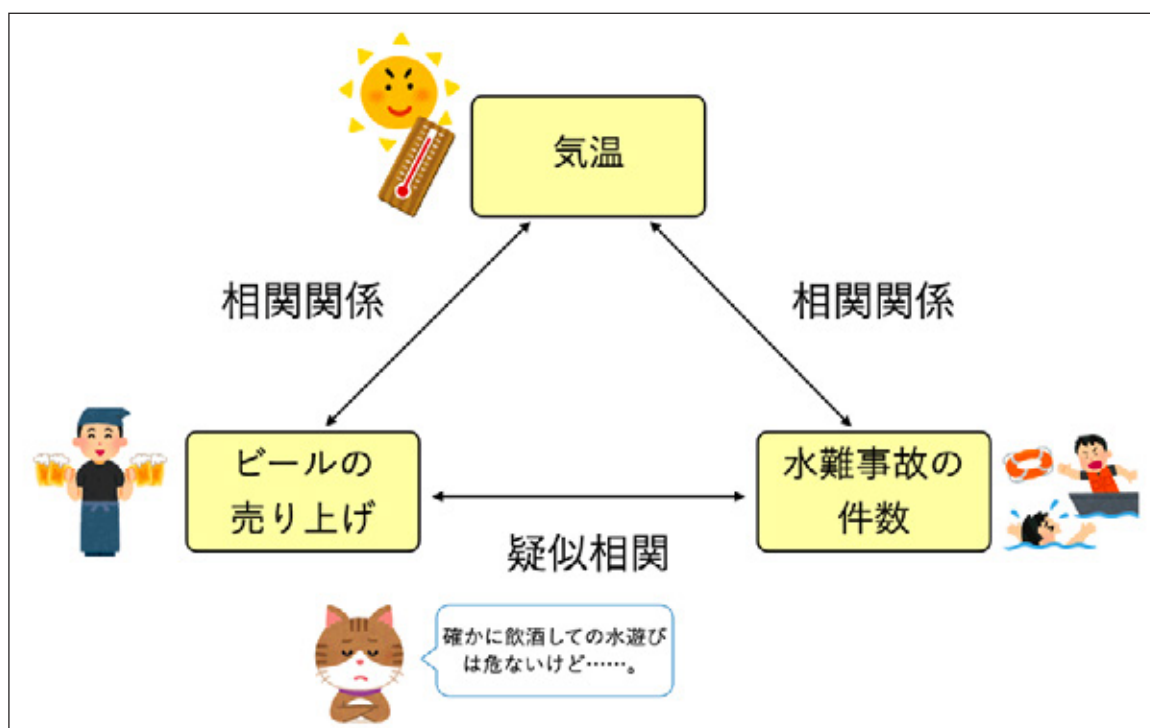 気温
相関関係
相関関係
ビールの
売り上げ
水難事故の
件数
疑似相関
確かに飲酒しての水遊び
は危ないけど……。